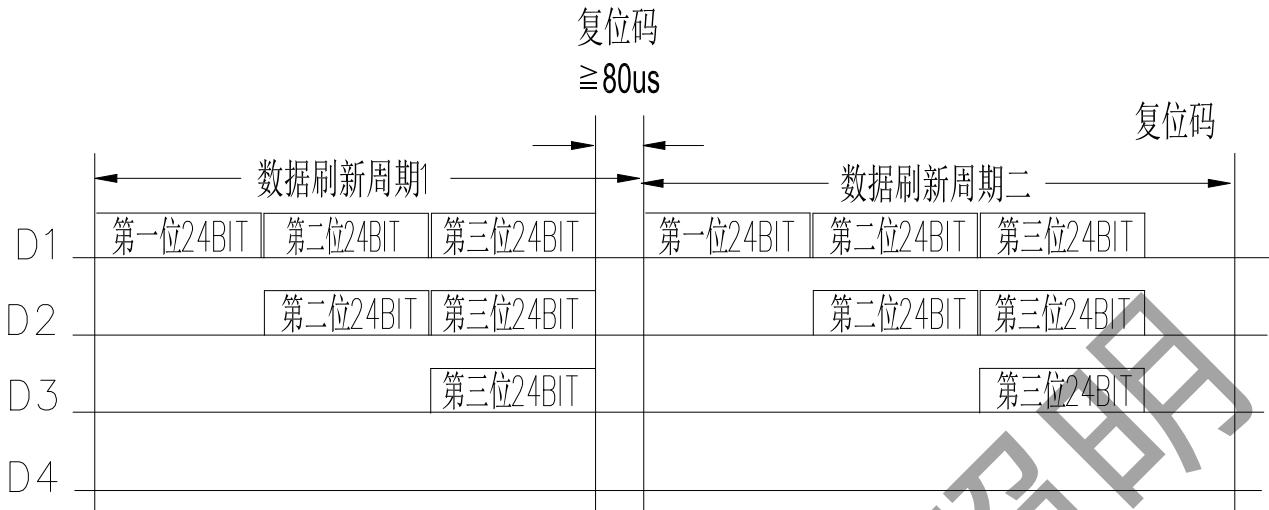 复位码
≧80us
复位码
数据刷新周期1
数据刷新周期二
D1 第一位24BIT 第二位24BIT 第三位24BIT 第一位24BIT 第二位24BIT 第三位24BIT
D2 第二位24BIT 第三位24BIT 第二位24BIT 第三位24BIT
D3 第三位24BIT 第三位24BIT
D4
明